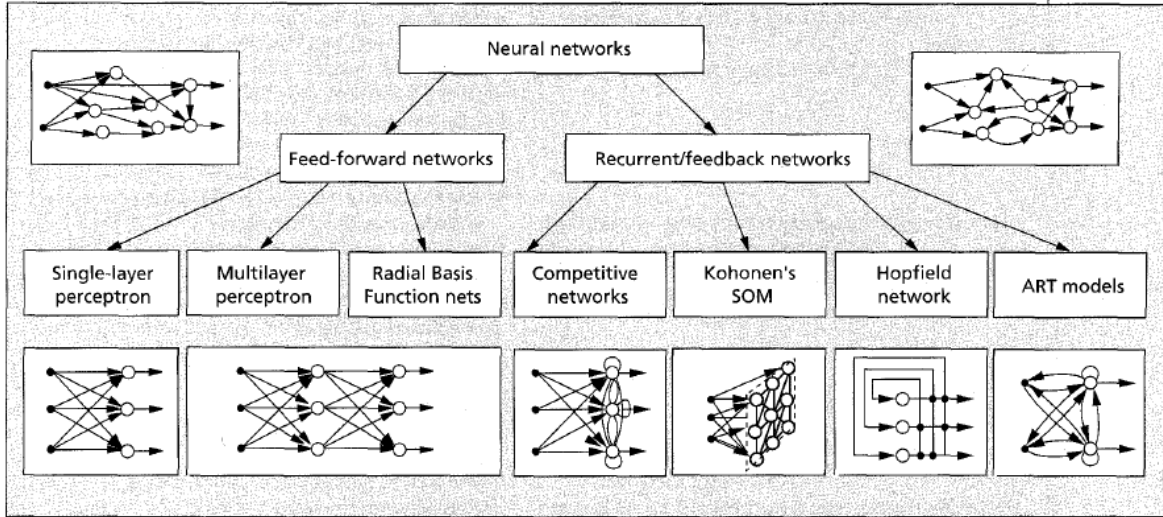 Neural networks
Feed-forward networks
Recurrent/feedback networks
Single-layer
perceptron
Multilayer
perceptron
Radial Basis
Function nets
Competitive
networks
Kohonen's
SOM
Hopfield
network
ART models